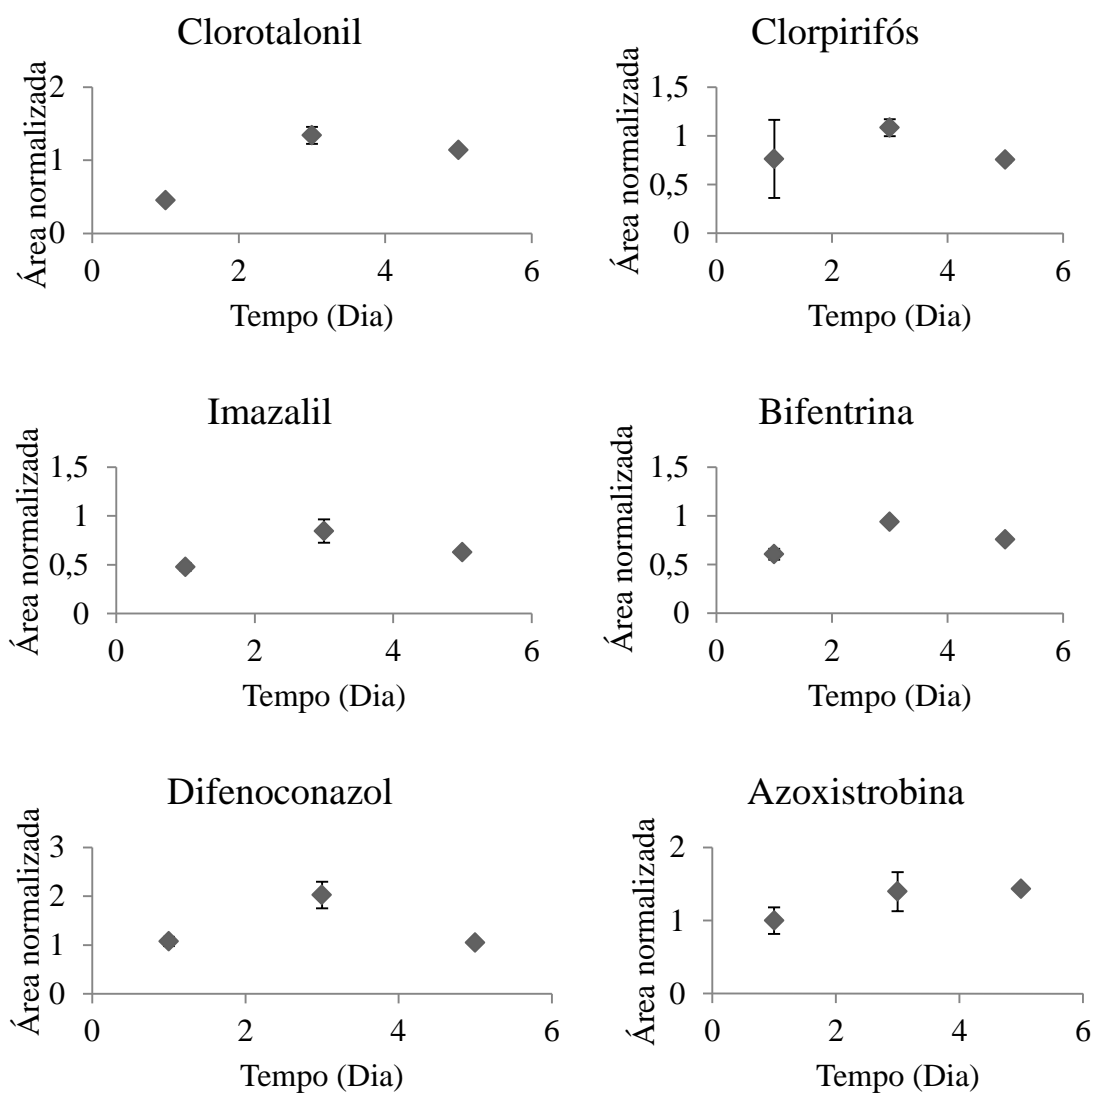 Clorotalonil
Área normalizada
2
1
0
0 2 4 6
Tempo (Dia)
Clorpirifós
Área normalizada
1,5
1
0,5
0
0 2 4 6
Tempo (Dia)
Imazalil
Área normalizada
1,5
1
0,5
0
0 2 4 6
Tempo (Dia)
Bifentrina
Área normalizada
1,5
1
0,5
0
0 2 4 6
Tempo (Dia)
Difenoconazol
Área normalizada
3
2
1
0
0 2 4 6
Tempo (Dia)
Azoxistrobina
Área normalizada
2
1
0
0 2 4 6
Tempo (Dia)